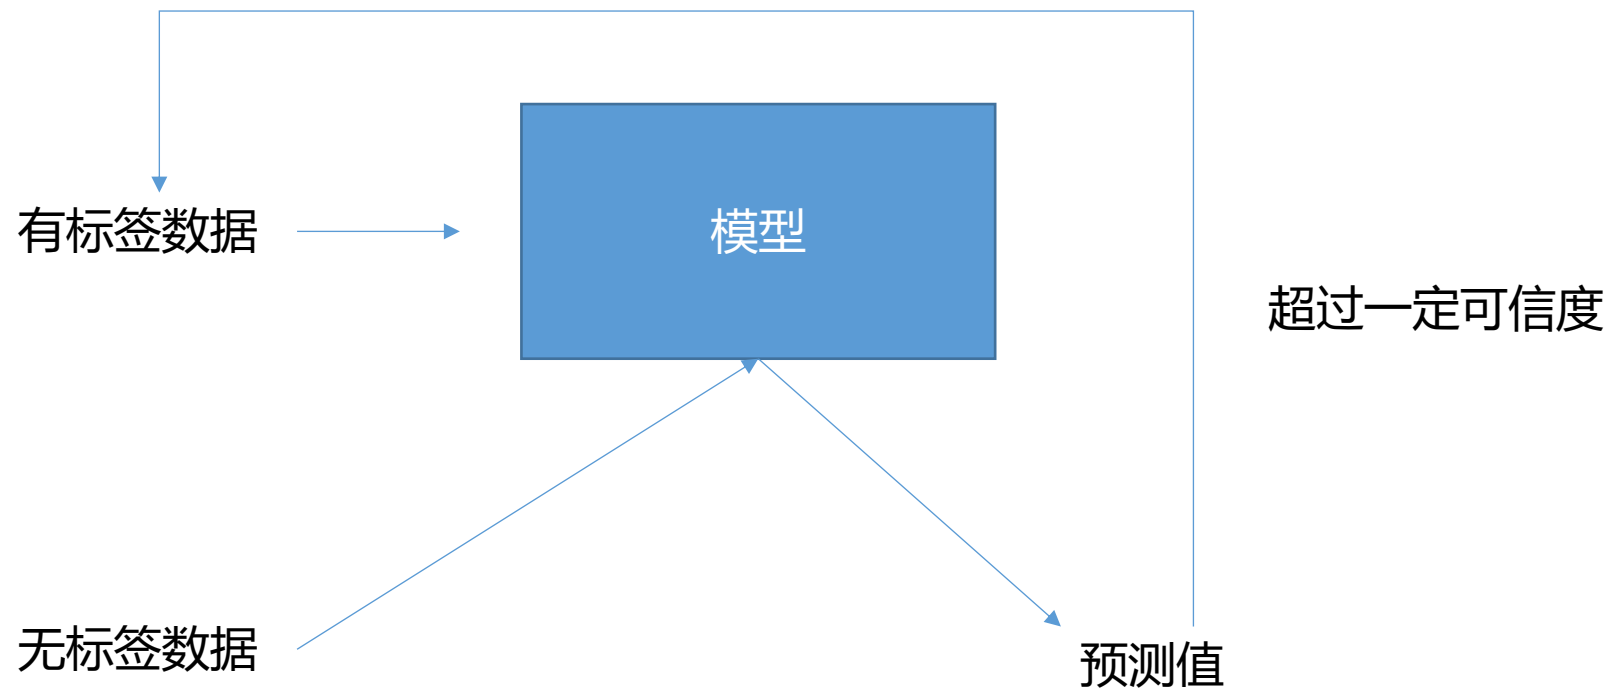 有标签数据
模型
超过一定可信度
无标签数据
预测值